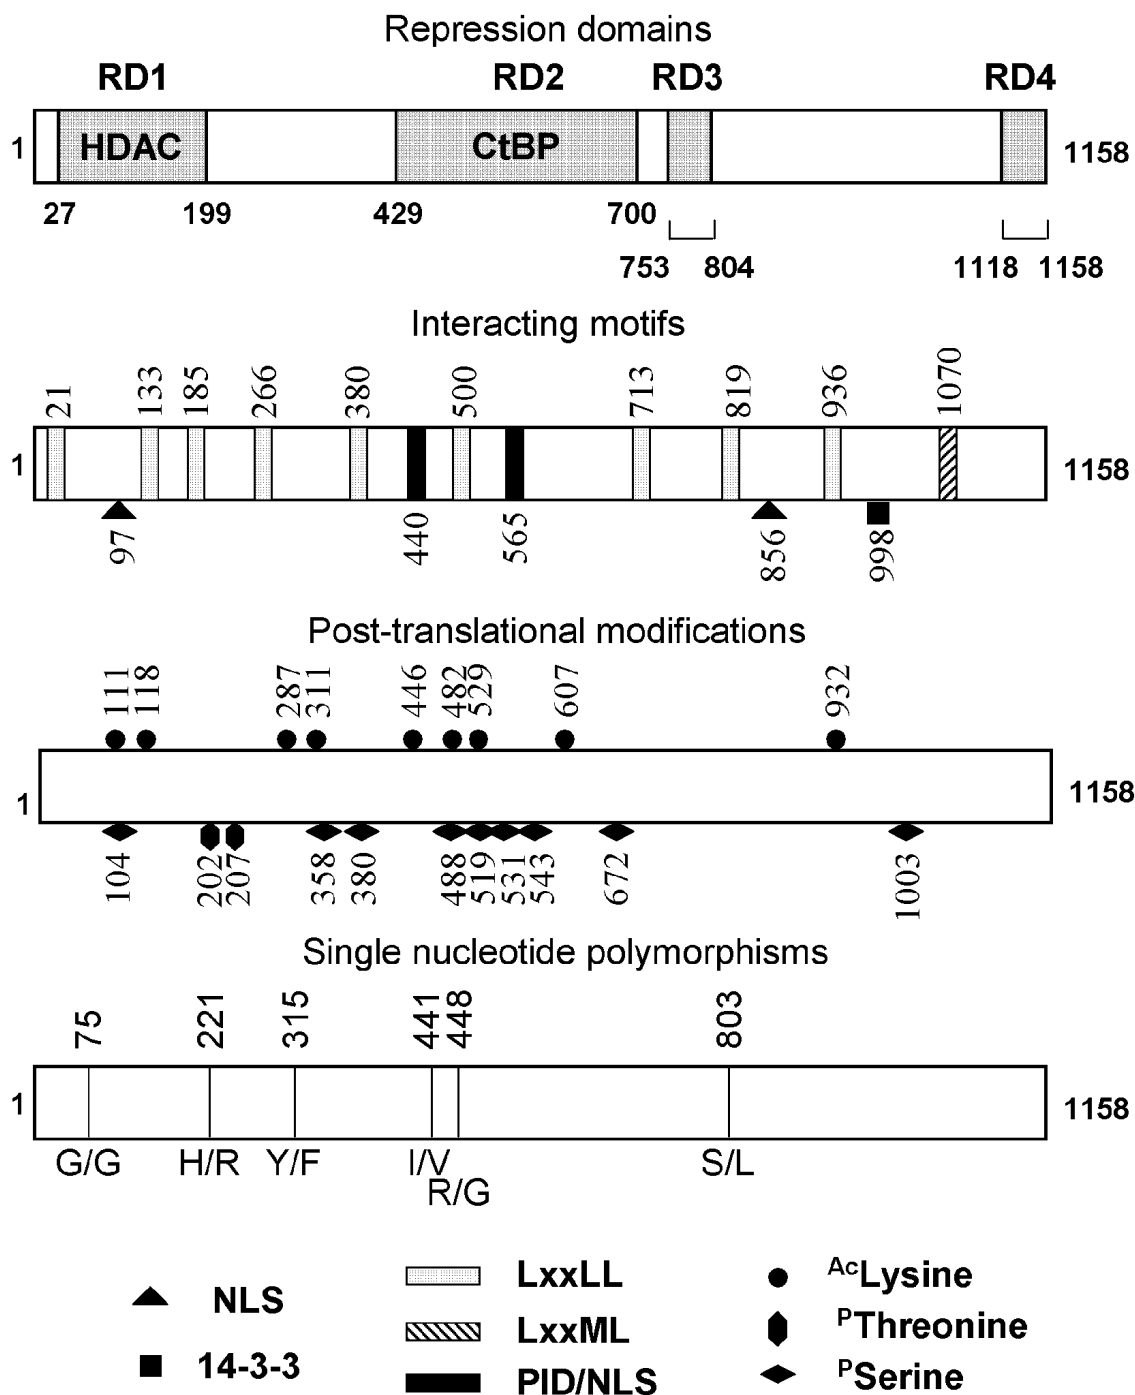 Repression domains
RD1 RD2 RD3 RD4
1 HDAC CtBP 1158
27 199 429 700
753 804 1118 1158
Interacting motifs
21 133 185 266 380 500 713 819 936 1070
1 1158
97 440 565 856 998
Post-translational modifications
111 118 287 311 446 482 529 607 932
1 1158
104 202 207 358 380 488 519 531 543 672 1003
Single nucleotide polymorphisms
75 221 315 441 448 803
1 1158
G/G H/R Y/F I/V S/L
R/G
LxxLL AcLysine
NLS
LxxML PThreonine
14-3-3
PID/NLS PSerine